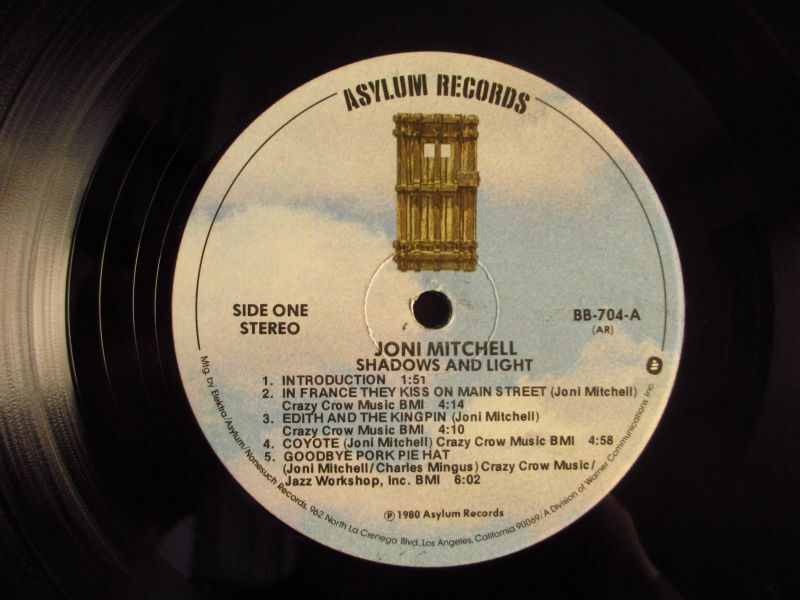 ASYLUM RECORDS
SIDE ONE
STEREO
BB-704-A
(AR)
JONI MITCHELL
SHADOWS AND LIGHT
1. INTRODUCTION 1:51
2. IN FRANCE THEY KISS ON MAIN STREET (Joni Mitchell)
Crazy Crow Music BMI 4:14
3. EDITH AND THE KINGPIN (Joni Mitchell)
Crazy Crow Music BMI 4:10
4. COYOTE (Joni Mitchell) Crazy Crow Music BMI 4:58
5. GOODBYE PORK PIE HAT
(Joni Mitchell/Charles Mingus) Crazy Crow Music/
Jazz Workshop, Inc. BMI 6:02
℗ 1980 Asylum Records
Mfg. by Elektra/Asylum/Nonesuch Records, 962 North La Cienega Blvd., Los Angeles, California 90069/A Division of Warner Communications Inc.